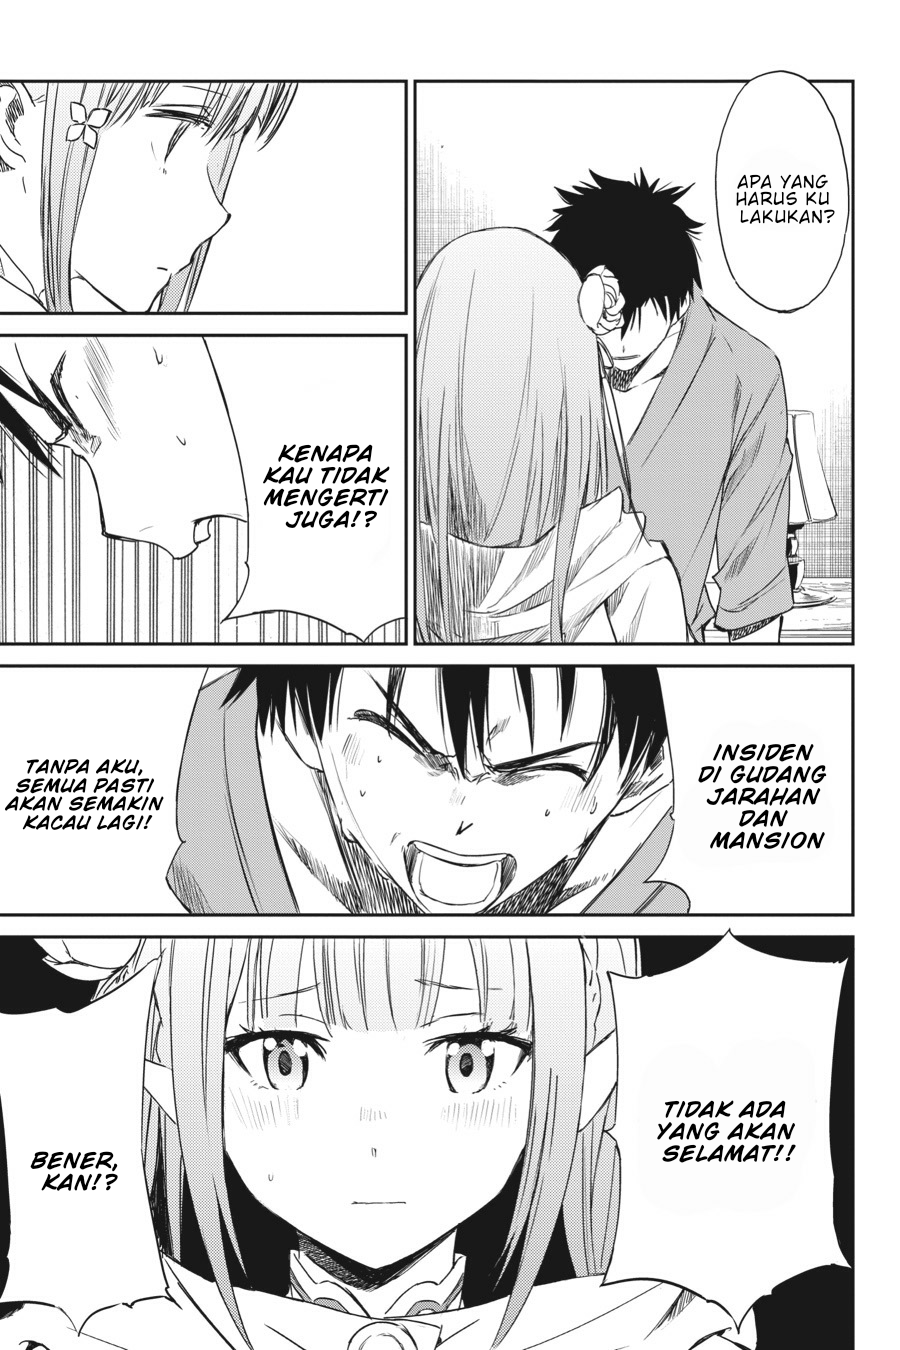 APA YANG
HARUS KU
LAKUKAN?
KENAPA
KAU TIDAK
MENGERTI
JUGA!?
INSIDEN
DI GUDANG
JARAHAN
DAN
MANSION
TANPA AKU,
SEMUA PASTI
AKAN SEMAKIN
KACAU LAGI!
TIDAK ADA
YANG AKAN
SELAMAT!!
BENER,
KAN!?